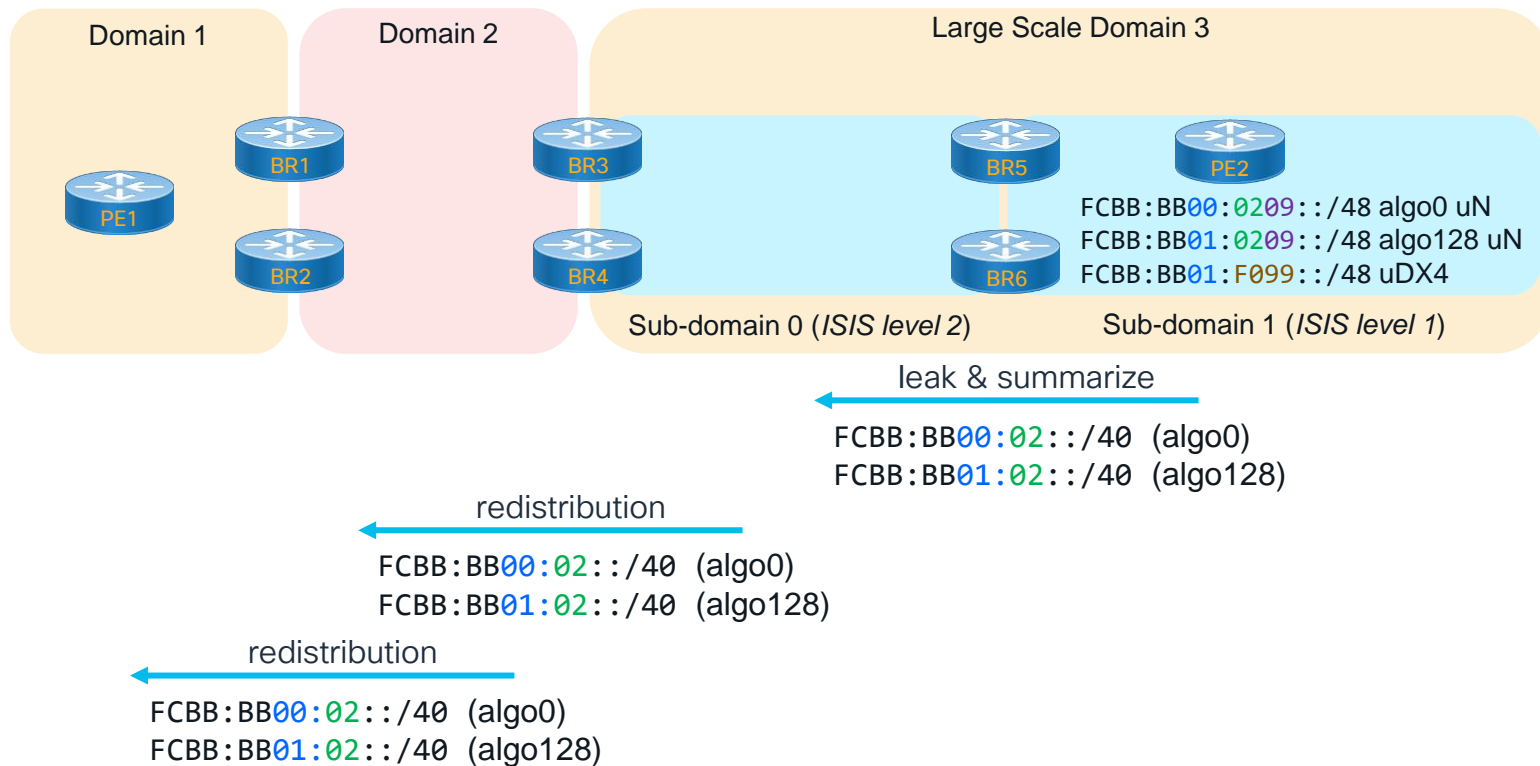 Domain 1
Domain 2
Large Scale Domain 3
BR1
BR3
BR5
PE2
PE1
FCBB:BB00:0209::/48 algo0 uN
FCBB:BB01:0209::/48 algo128 uN
FCBB:BB01:F099::/48 uDX4
BR2
BR4
BR6
Sub-domain 0 (ISIS level 2)
Sub-domain 1 (ISIS level 1)
leak & summarize
FCBB:BB00:02::/40 (algo0)
FCBB:BB01:02::/40 (algo128)
redistribution
FCBB:BB00:02::/40 (algo0)
FCBB:BB01:02::/40 (algo128)
redistribution
FCBB:BB00:02::/40 (algo0)
FCBB:BB01:02::/40 (algo128)